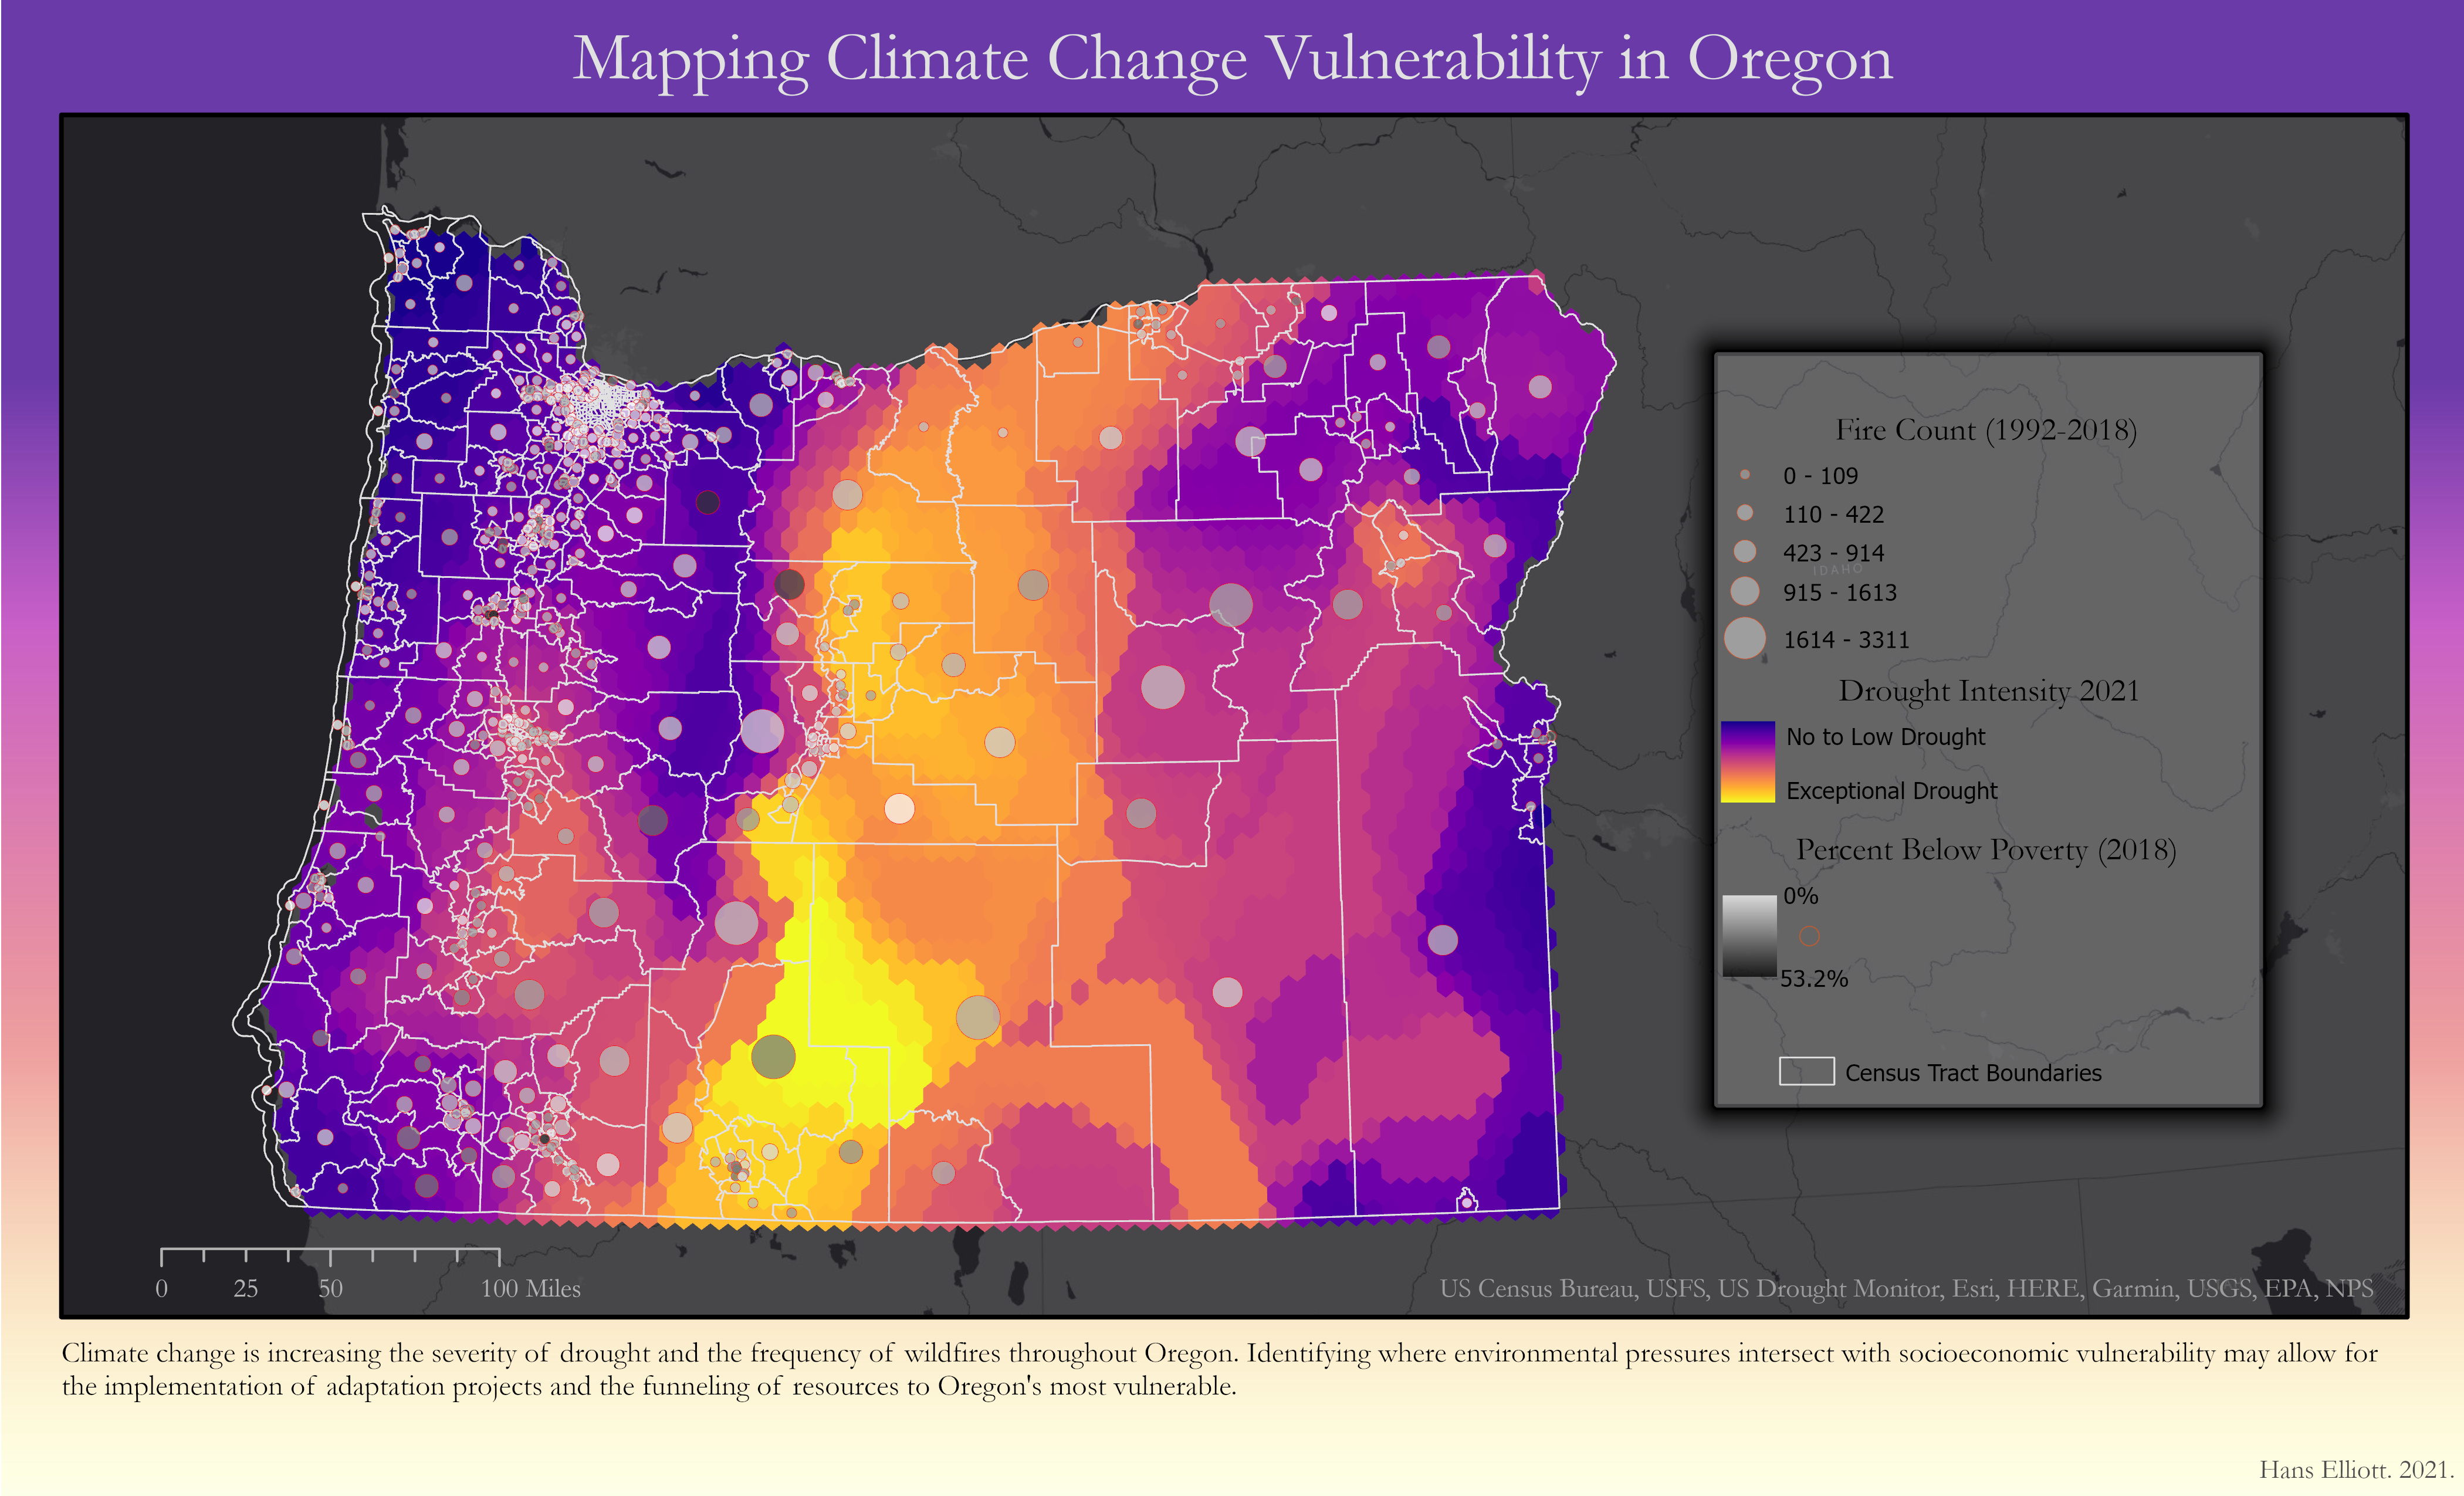 Mapping Climate Change Vulnerability in Oregon
Fire Count (1992-2018)
0 - 109
110 - 422
423 - 914
IDAHO
915 - 1613
1614 - 3311
Drought Intensity 2021
No to Low Drought
Exceptional Drought
Percent Below Poverty (2018)
0%
53.2%
Census Tract Boundaries
0 25 50 100 Miles
US Census Bureau, USFS, US Drought Monitor, Esri, HERE, Garmin, USGS, EPA, NPS
Climate change is increasing the severity of drought and the frequency of wildfires throughout Oregon. Identifying where environmental pressures intersect with socioeconomic vulnerability may allow for
the implementation of adaptation projects and the funneling of resources to Oregon's most vulnerable.
Hans Elliott. 2021.